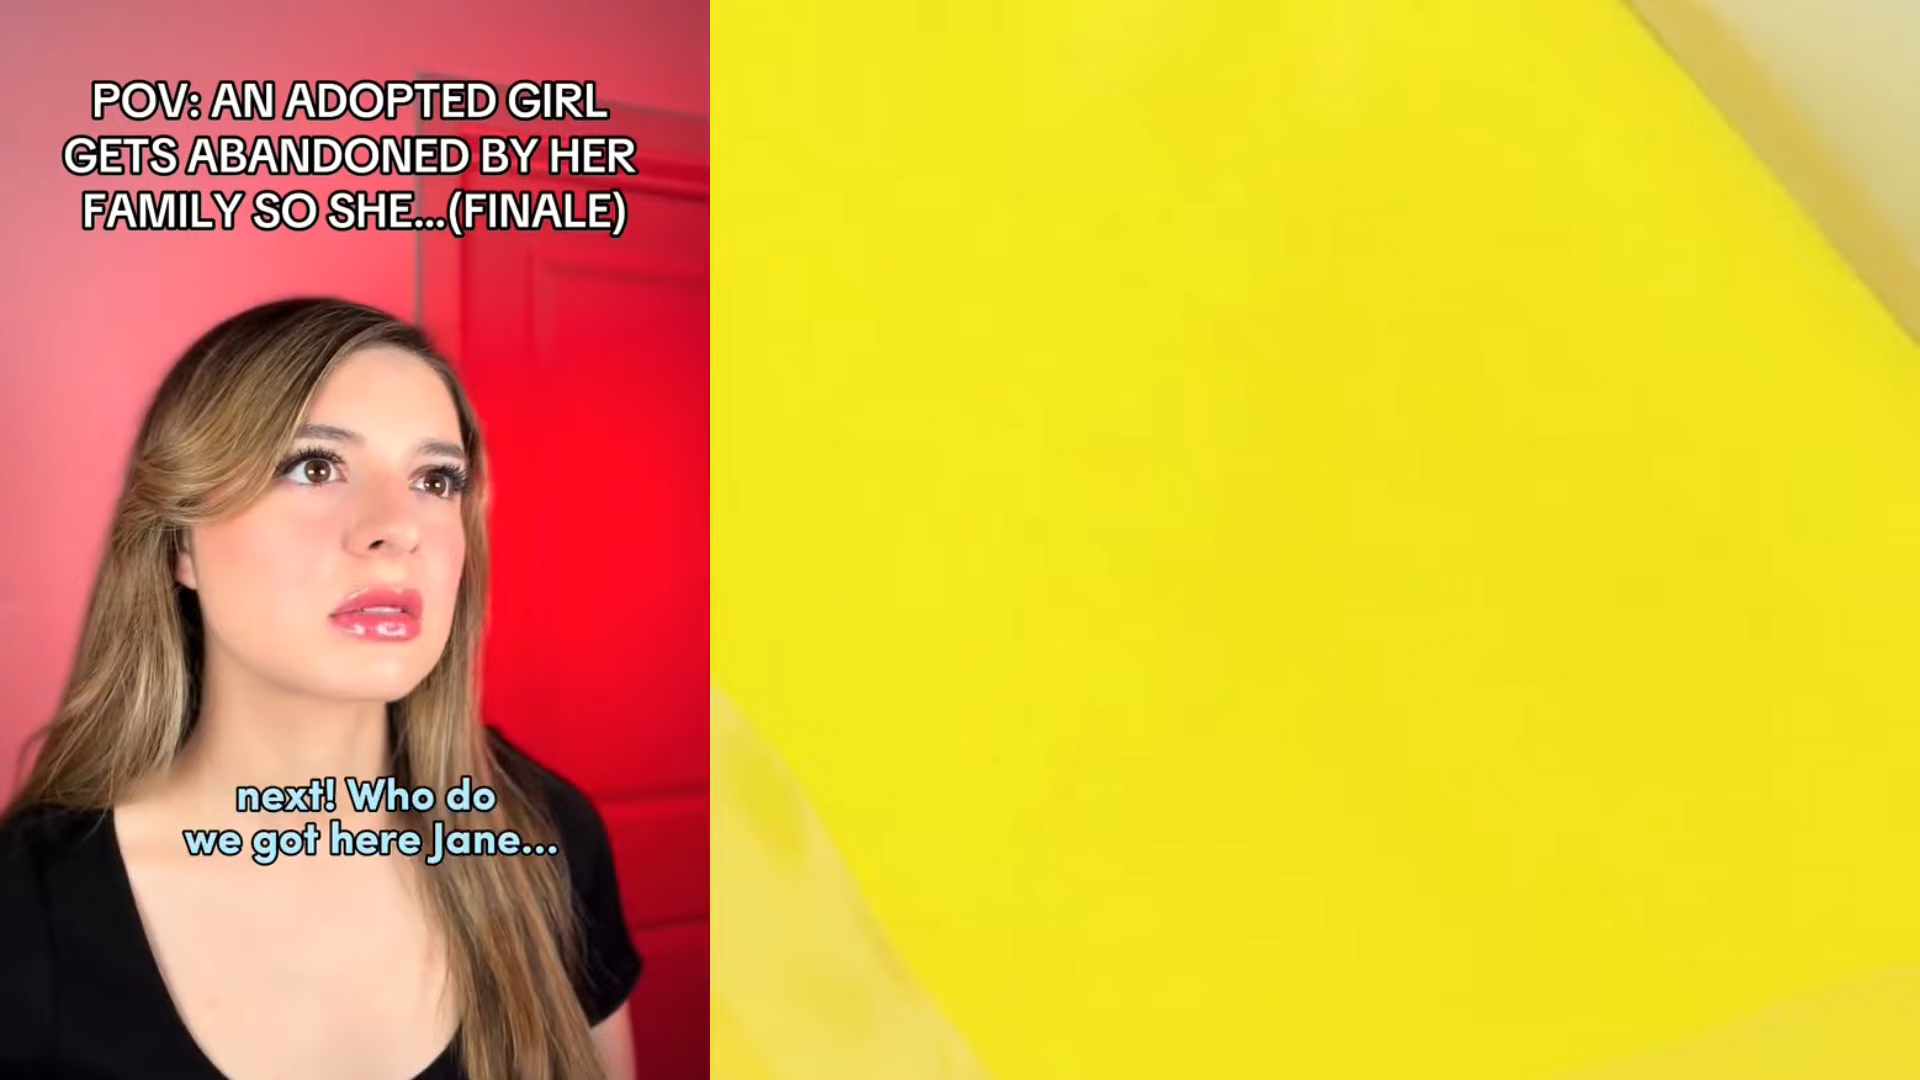 POV: AN ADOPTED GIRL
GETS ABANDONED BY HER
FAMILY SO SHE...(FINALE)
next! Who do
we got here Jane...